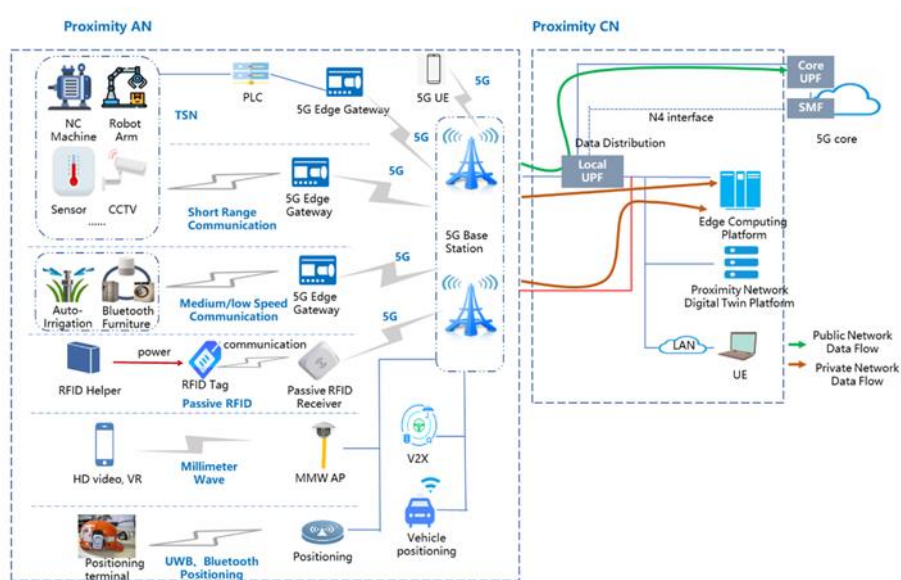 Proximity AN
Proximity CN
NC
Machine
Robot
Arm
Sensor
CCTV
......
TSN
PLC
5G Edge Gateway
5G UE
5G
5G
Short Range
Communication
5G Edge
Gateway
5G
5G Base
Station
Auto-
Irrigation
Bluetooth
Furniture
Medium/low Speed
Communication
5G Edge
Gateway
5G
5G
RFID Helper
power
RFID Tag
communication
Passive RFID
Passive RFID
Receiver
HD video, VR
Millimeter
Wave
MMW AP
V2X
Positioning
terminal
UWB、Bluetooth
Positioning
Positioning
Vehicle
positioning
Core
UPF
SMF
5G core
N4 interface
Data Distribution
Local
UPF
Edge Computing
Platform
Proximity Network
Digital Twin Platform
LAN
UE
Public Network
Data Flow
Private Network
Data Flow